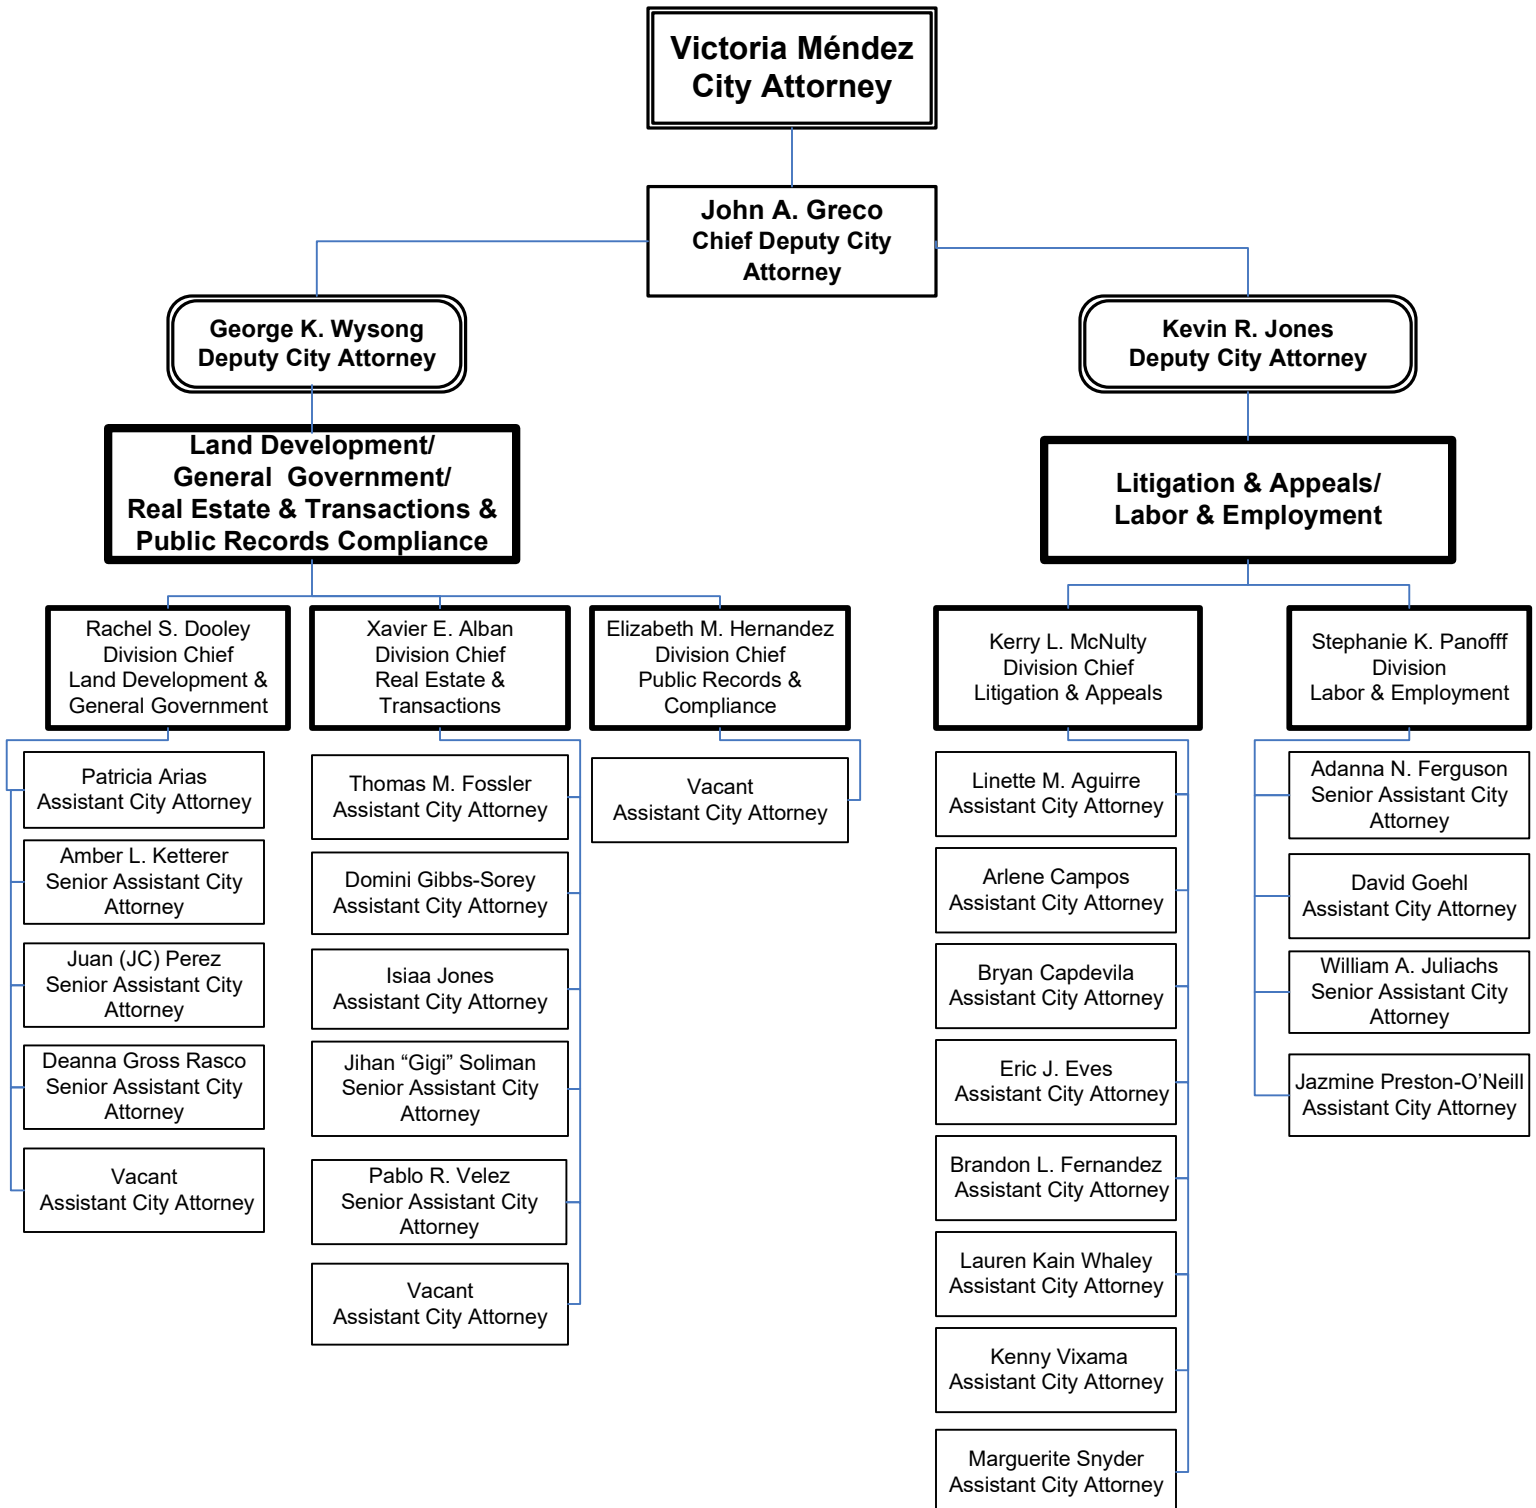 Victoria Méndez
City Attorney
John A. Greco
Chief Deputy City
Attorney
George K. Wysong
Deputy City Attorney
Kevin R. Jones
Deputy City Attorney
Land Development/
General  Government/
Real Estate & Transactions &
Public Records Compliance
Litigation & Appeals/
Labor & Employment
Rachel S. Dooley
Division Chief
Land Development &
General Government
Xavier E. Alban
Division Chief
Real Estate &
Transactions
Elizabeth M. Hernandez
Division Chief
Public Records &
Compliance
Kerry L. McNulty
Division Chief
Litigation & Appeals
Stephanie K. Panofff
Division
Labor & Employment
Patricia Arias
Assistant City Attorney
Amber L. Ketterer
Senior Assistant City
Attorney
Juan (JC) Perez
Senior Assistant City
Attorney
Deanna Gross Rasco
Senior Assistant City
Attorney
Vacant
Assistant City Attorney
Thomas M. Fossler
Assistant City Attorney
Domini Gibbs-Sorey
Assistant City Attorney
Isiaa Jones
Assistant City Attorney
Jihan “Gigi” Soliman
Senior Assistant City
Attorney
Pablo R. Velez
Senior Assistant City
Attorney
Vacant
Assistant City Attorney
Vacant
Assistant City Attorney
Linette M. Aguirre
Assistant City Attorney
Arlene Campos
Assistant City Attorney
Bryan Capdevila
Assistant City Attorney
Eric J. Eves
Assistant City Attorney
Brandon L. Fernandez
Assistant City Attorney
Lauren Kain Whaley
Assistant City Attorney
Kenny Vixama
Assistant City Attorney
Marguerite Snyder
Assistant City Attorney
Adanna N. Ferguson
Senior Assistant City
Attorney
David Goehl
Assistant City Attorney
William A. Juliachs
Senior Assistant City
Attorney
Jazmine Preston-O’Neill
Assistant City Attorney